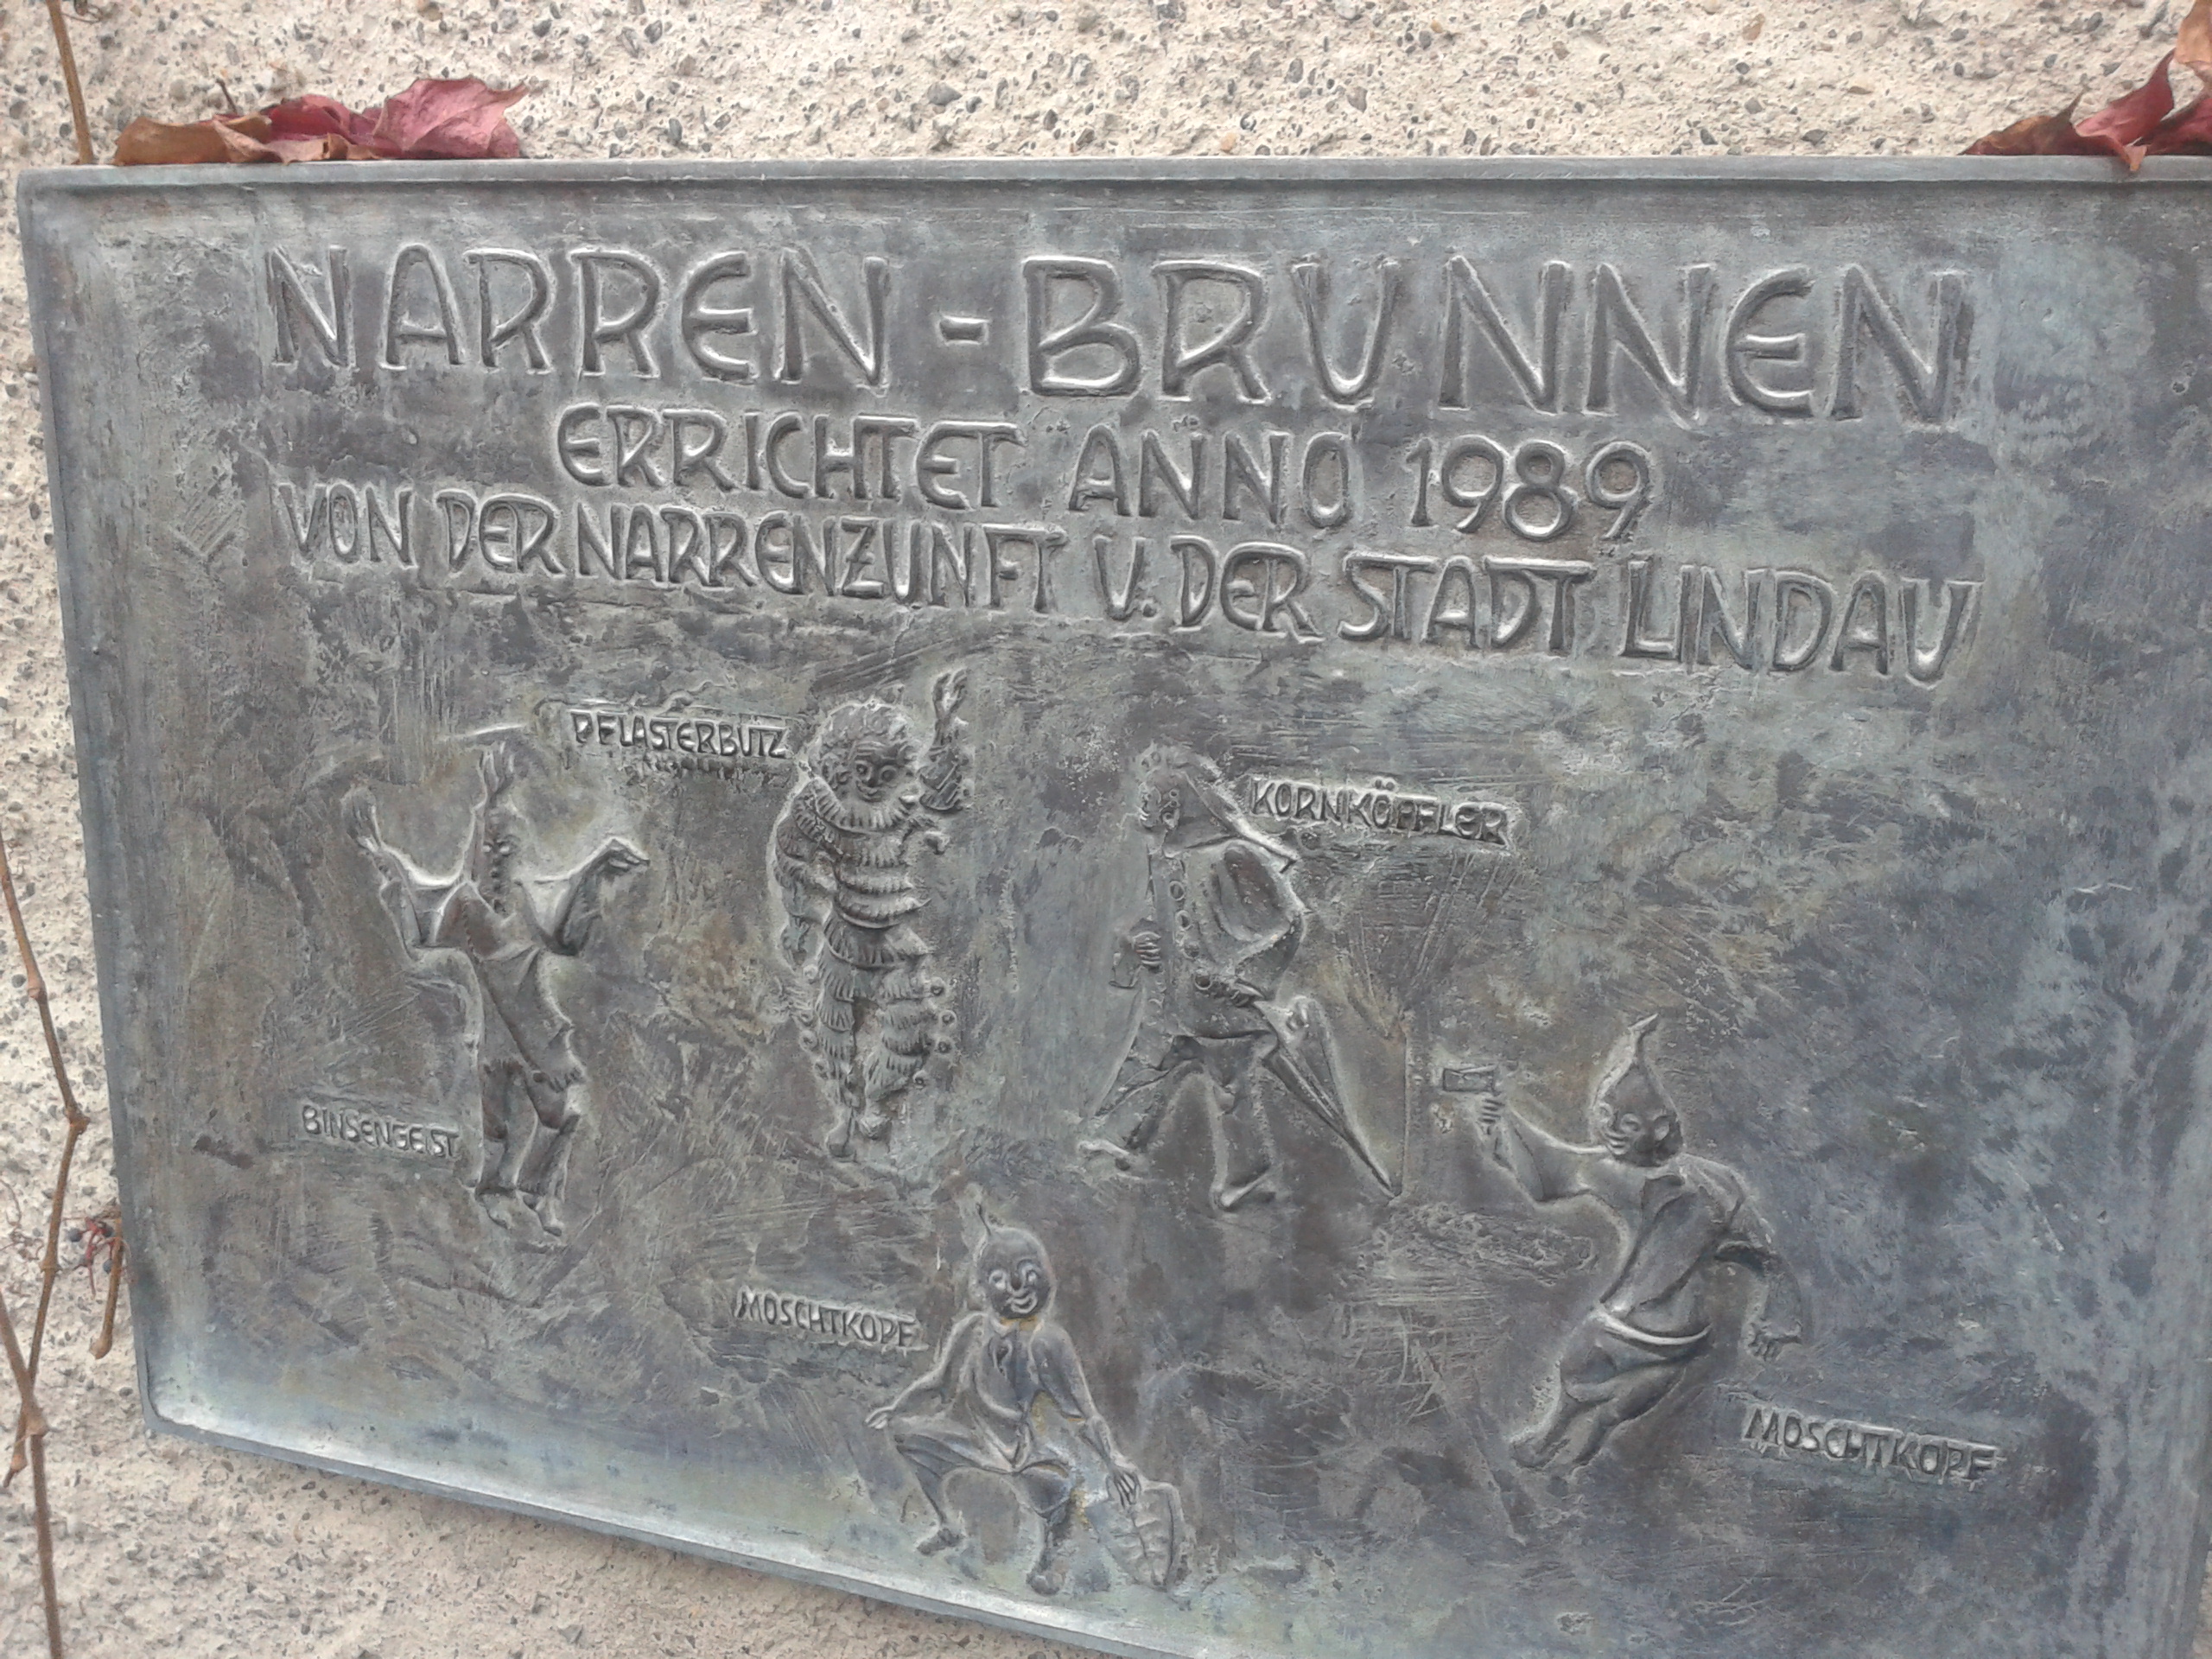 NARREN - BRUNNEN
ERRICHTET ANNO 1989
VON DER NARRENZUNFT U. DER STADT LINDAU
PFLASTERBUTZ
KORNKÖPFLER
BINSENGEIST
MOSCHTKOPF
MOSCHTKOPF